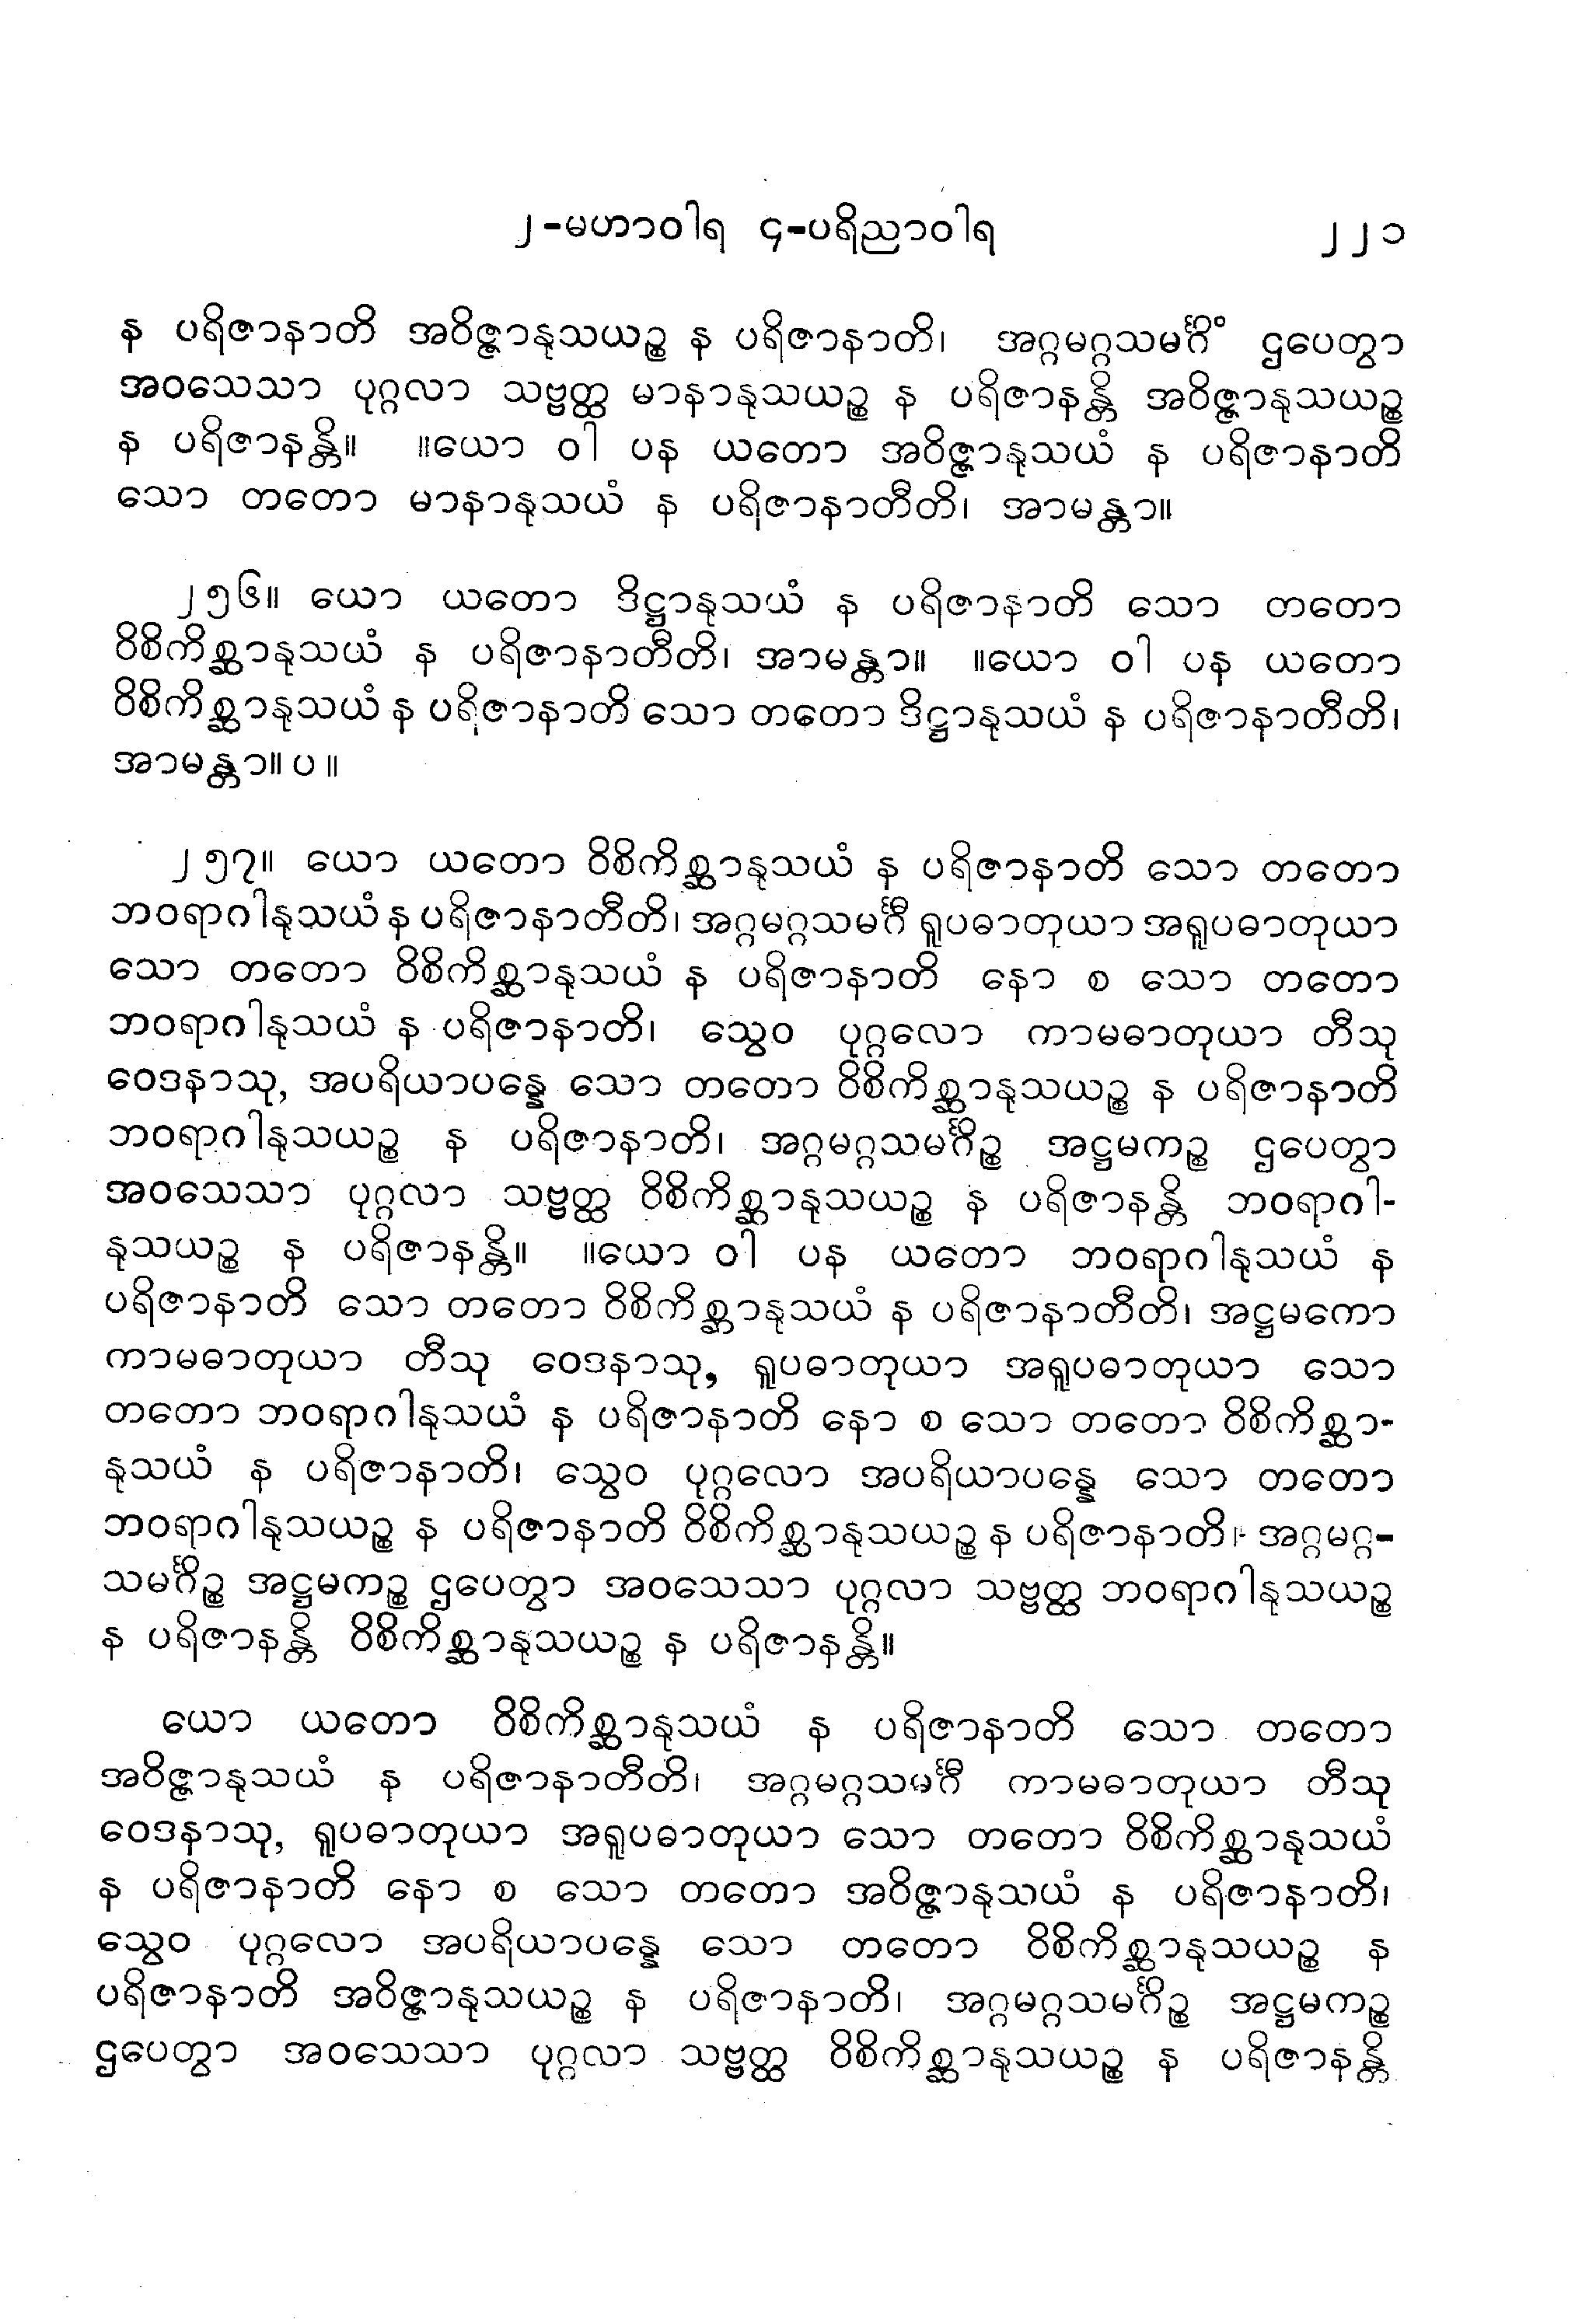 ၂-မဟာဝါရ ၄-ပရိညာဝါရ ၂၂၁
န ပရိဇာနာတိ အဝိဇ္ဇာနုသယဉ္စ န ပရိဇာနာတိ၊ အဂ္ဂမဂ္ဂသမင်္ဂိံ ဌပေတွာ
အဝသေသာ ပုဂ္ဂလာ သဗ္ဗတ္ထ မာနာနုသယဉ္စ န ပရိဇာနန္တိ အဝိဇ္ဇာနုသယဉ္စ
န ပရိဇာနန္တိ။ ။ယော ဝါ ပန ယတော အဝိဇ္ဇာနုသယံ န ပရိဇာနာတိ
သော တတော မာနာနုသယံ န ပရိဇာနာတီတိ၊ အာမန္တာ။
၂၅၆။ ယော ယတော ဒိဋ္ဌာနုသယံ န ပရိဇာနာတိ သော တတော
ဝိစိကိစ္ဆာနုသယံ န ပရိဇာနာတီတိ၊ အာမန္တာ။ ။ယော ဝါ ပန ယတော
ဝိစိကိစ္ဆာနုသယံ န ပရိဇာနာတိ သော တတော ဒိဋ္ဌာနုသယံ န ပရိဇာနာတီတိ၊
အာမန္တာ။ ပ ။
၂၅၇။ ယော ယတော ဝိစိကိစ္ဆာနုသယံ န ပရိဇာနာတိ သော တတော
ဘဝရာဂါနုသယံ န ပရိဇာနာတီတိ၊ အဂ္ဂမဂ္ဂသမင်္ဂီ ရူပဓာတုယာ အရူပဓာတုယာ
သော တတော ဝိစိကိစ္ဆာနုသယံ န ပရိဇာနာတိ နော စ သော တတော
ဘဝရာဂါနုသယံ န ပရိဇာနာတိ၊ သွေဝ ပုဂ္ဂလော ကာမဓာတုယာ တီသု
ဝေဒနာသု, အပရိယာပန္နေ သော တတော ဝိစိကိစ္ဆာနုသယဉ္စ န ပရိဇာနာတိ
ဘဝရာဂါနုသယဉ္စ န ပရိဇာနာတိ၊ အဂ္ဂမဂ္ဂသမင်္ဂိဉ္စ အဋ္ဌမကဉ္စ ဌပေတွာ
အဝသေသာ ပုဂ္ဂလာ သဗ္ဗတ္ထ ဝိစိကိစ္ဆာနုသယဉ္စ န ပရိဇာနန္တိ ဘဝရာဂါ-
နုသယဉ္စ န ပရိဇာနန္တိ။ ။ယော ဝါ ပန ယတော ဘဝရာဂါနုသယံ န
ပရိဇာနာတိ သော တတော ဝိစိကိစ္ဆာနုသယံ န ပရိဇာနာတီတိ၊ အဋ္ဌမကော
ကာမဓာတုယာ တီသု ဝေဒနာသု, ရူပဓာတုယာ အရူပဓာတုယာ သော
တတော ဘဝရာဂါနုသယံ န ပရိဇာနာတိ နော စ သော တတော ဝိစိကိစ္ဆာ-
နုသယံ န ပရိဇာနာတိ၊ သွေဝ ပုဂ္ဂလော အပရိယာပန္နေ သော တတော
ဘဝရာဂါနုသယဉ္စ န ပရိဇာနာတိ ဝိစိကိစ္ဆာနုသယဉ္စ န ပရိဇာနာတိ၊ အဂ္ဂမဂ္ဂ-
သမင်္ဂိဉ္စ အဋ္ဌမကဉ္စ ဌပေတွာ အဝသေသာ ပုဂ္ဂလာ သဗ္ဗတ္ထ ဘဝရာဂါနုသယဉ္စ
န ပရိဇာနန္တိ ဝိစိကိစ္ဆာနုသယဉ္စ န ပရိဇာနန္တိ။
ယော ယတော ဝိစိကိစ္ဆာနုသယံ န ပရိဇာနာတိ သော တတော
အဝိဇ္ဇာနုသယံ န ပရိဇာနာတီတိ၊ အဂ္ဂမဂ္ဂသမင်္ဂီ ကာမဓာတုယာ တီသု
ဝေဒနာသု, ရူပဓာတုယာ အရူပဓာတုယာ သော တတော ဝိစိကိစ္ဆာနုသယံ
န ပရိဇာနာတိ နော စ သော တတော အဝိဇ္ဇာနုသယံ န ပရိဇာနာတိ၊
သွေဝ ပုဂ္ဂလော အပရိယာပန္နေ သော တတော ဝိစိကိစ္ဆာနုသယဉ္စ န
ပရိဇာနာတိ အဝိဇ္ဇာနုသယဉ္စ န ပရိဇာနာတိ၊ အဂ္ဂမဂ္ဂသမင်္ဂိဉ္စ အဋ္ဌမကဉ္စ
ဌပေတွာ အဝသေသာ ပုဂ္ဂလာ သဗ္ဗတ္ထ ဝိစိကိစ္ဆာနုသယဉ္စ န ပရိဇာနန္တိ